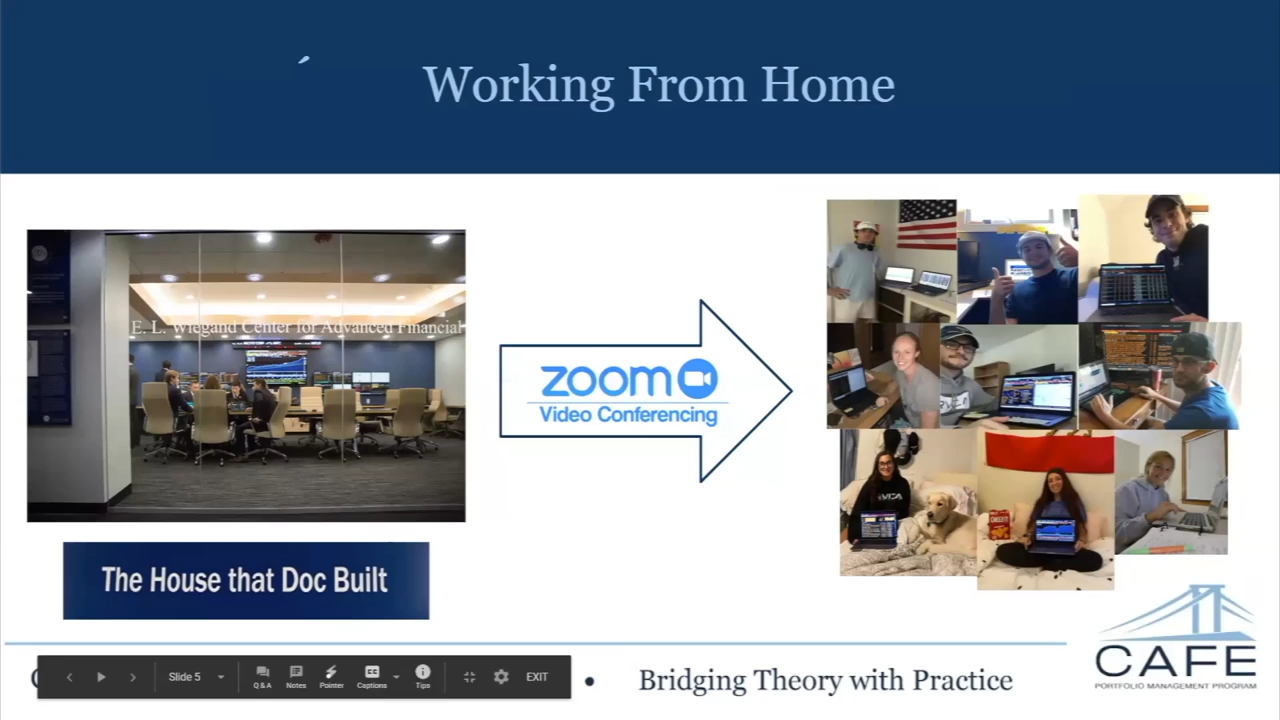 Working From Home
E. L. Wiegand Center for Advanced Financial
zoom
Video Conferencing
The House that Doc Built
Slide 5
Q & A
Notes
Pointer
Captions
Tips
EXIT
• Bridging Theory with Practice
CAFE
PORTFOLIO MANAGEMENT PROGRAM